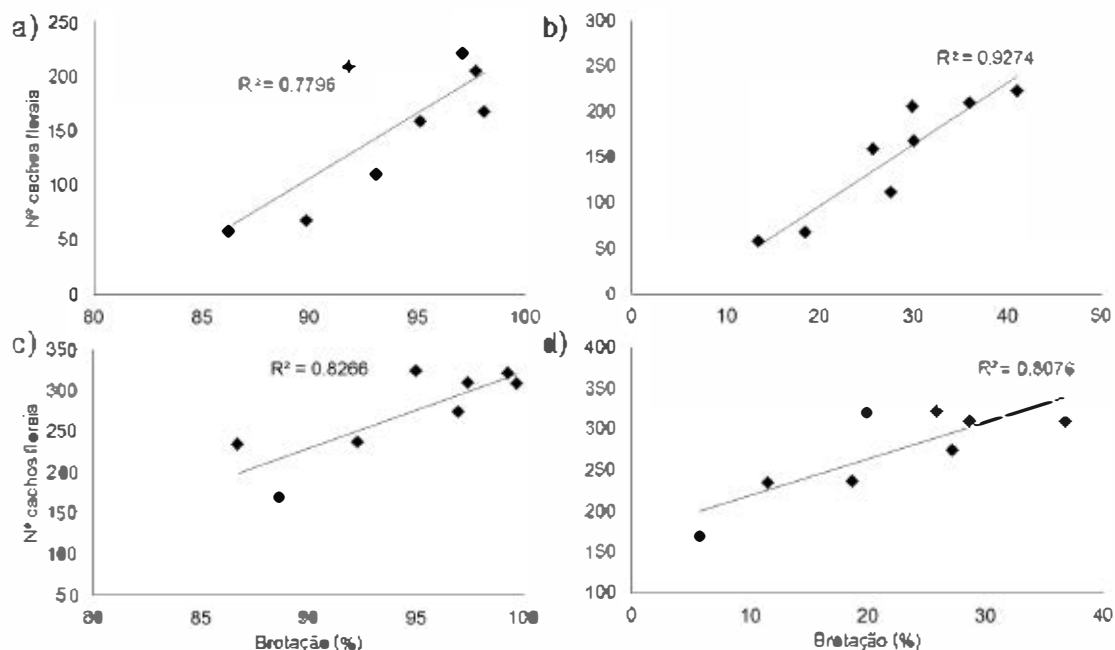 a)
250
200
150
100
50
0
Nº cachos florais
R² = 0.7796
80 85 90 95 100
b)
300
250
200
150
100
50
0
R² = 0.9274
0 10 20 30 40 50
c)
350
300
250
200
150
100
50
Nº cachos florais
R² = 0.8266
80 85 90 95 100
Brotação (%)
d)
400
350
300
250
200
150
100
R² = 0.8076
0 10 20 30 40
Brotação (%)